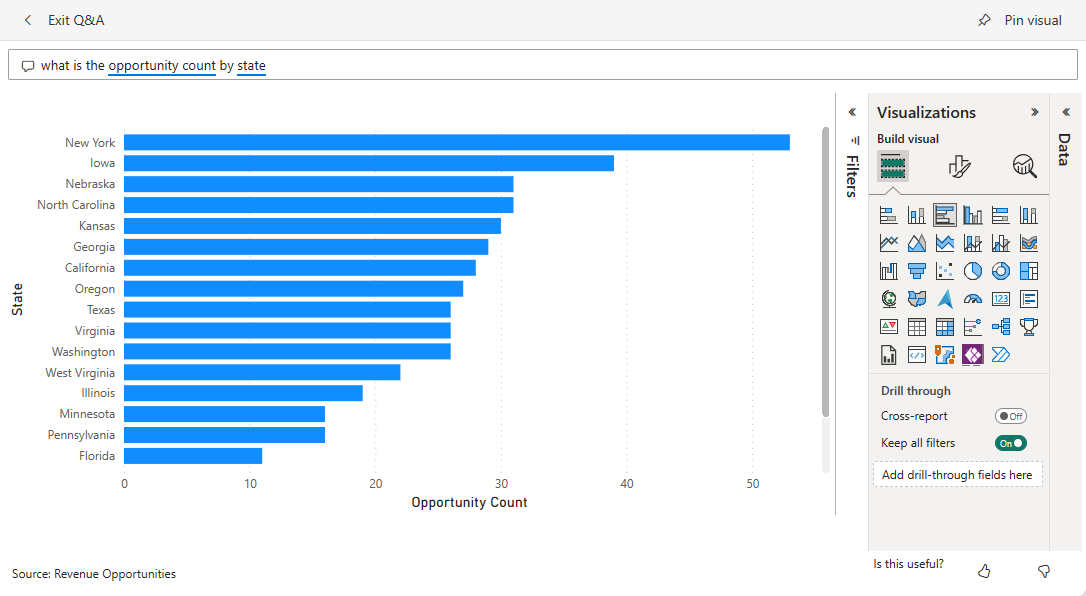 Exit Q&A
Pin visual
what is the opportunity count by state
State
New York
Iowa
Nebraska
North Carolina
Kansas
Georgia
California
Oregon
Texas
Virginia
Washington
West Virginia
Illinois
Minnesota
Pennsylvania
Florida
0 10 20 30 40 50
Opportunity Count
Source: Revenue Opportunities
Filters
Visualizations
Build visual
123
Drill through
Cross-report Off
Keep all filters On
Add drill-through fields here
Is this useful?
Data